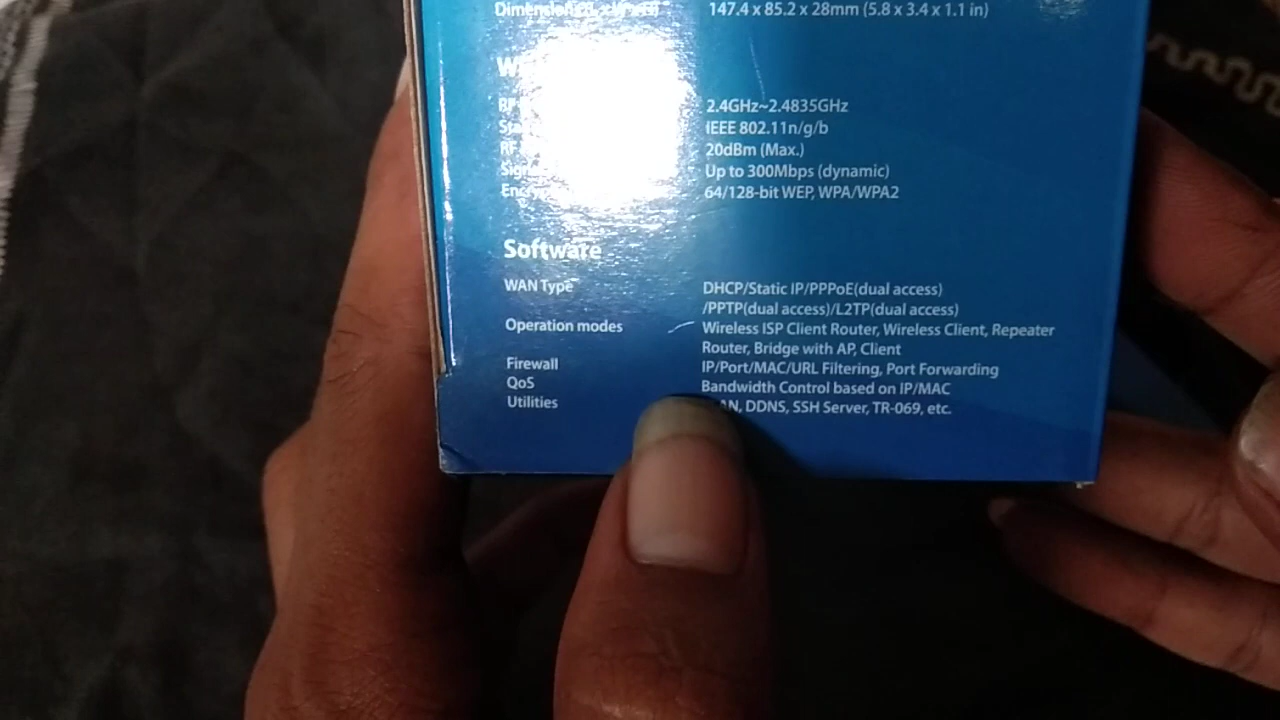 147.4 x 85.2 x 28mm (5.8 x 3.4 x 1.1 in)
2.4GHz~2.4835GHz
IEEE 802.11n/g/b
RF 20dBm (Max.)
Up to 300Mbps (dynamic)
64/128-bit WEP, WPA/WPA2
Software
WAN Type DHCP/Static IP/PPPoE(dual access)
/PPTP(dual access)/L2TP(dual access)
Operation modes Wireless ISP Client Router, Wireless Client, Repeater
Router, Bridge with AP, Client
Firewall IP/Port/MAC/URL Filtering, Port Forwarding
QoS Bandwidth Control based on IP/MAC
Utilities DDNS, SSH Server, TR-069, etc.